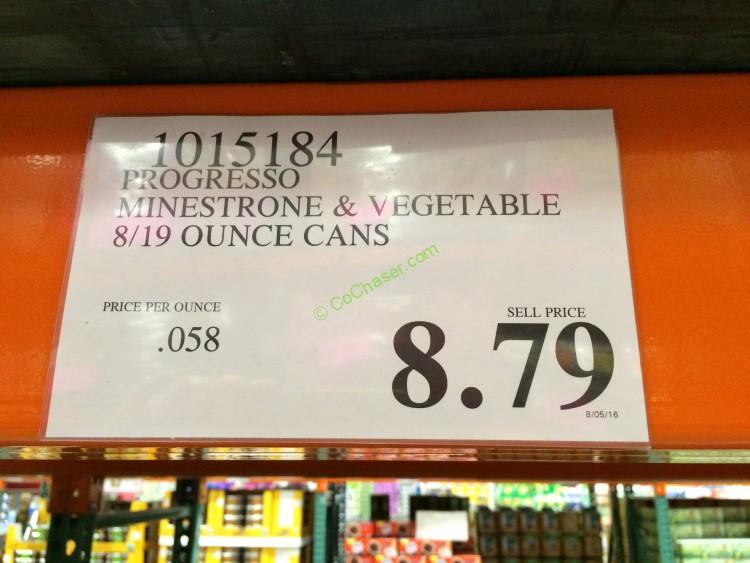 1015184
PROGRESSO
MINESTRONE & VEGETABLE
8/19 OUNCE CANS
© CoChaser.com
PRICE PER OUNCE
.058
SELL PRICE
8.79
8/05/16